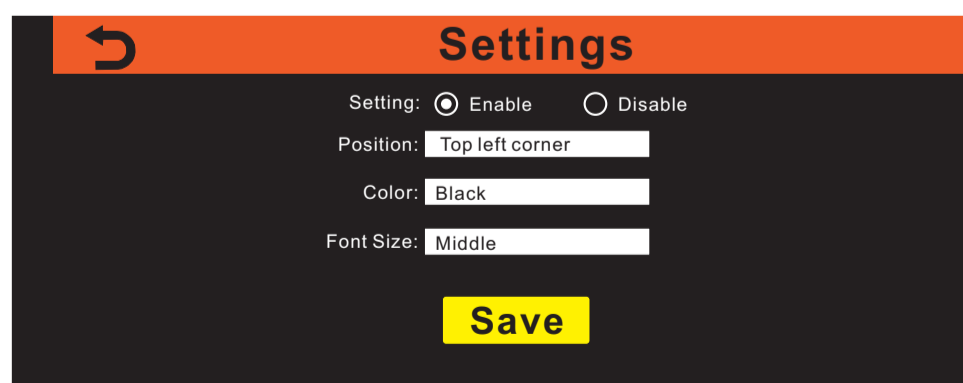 Settings
Setting: Enable Disable
Position: Top left corner
Color: Black
Font Size: Middle
Save